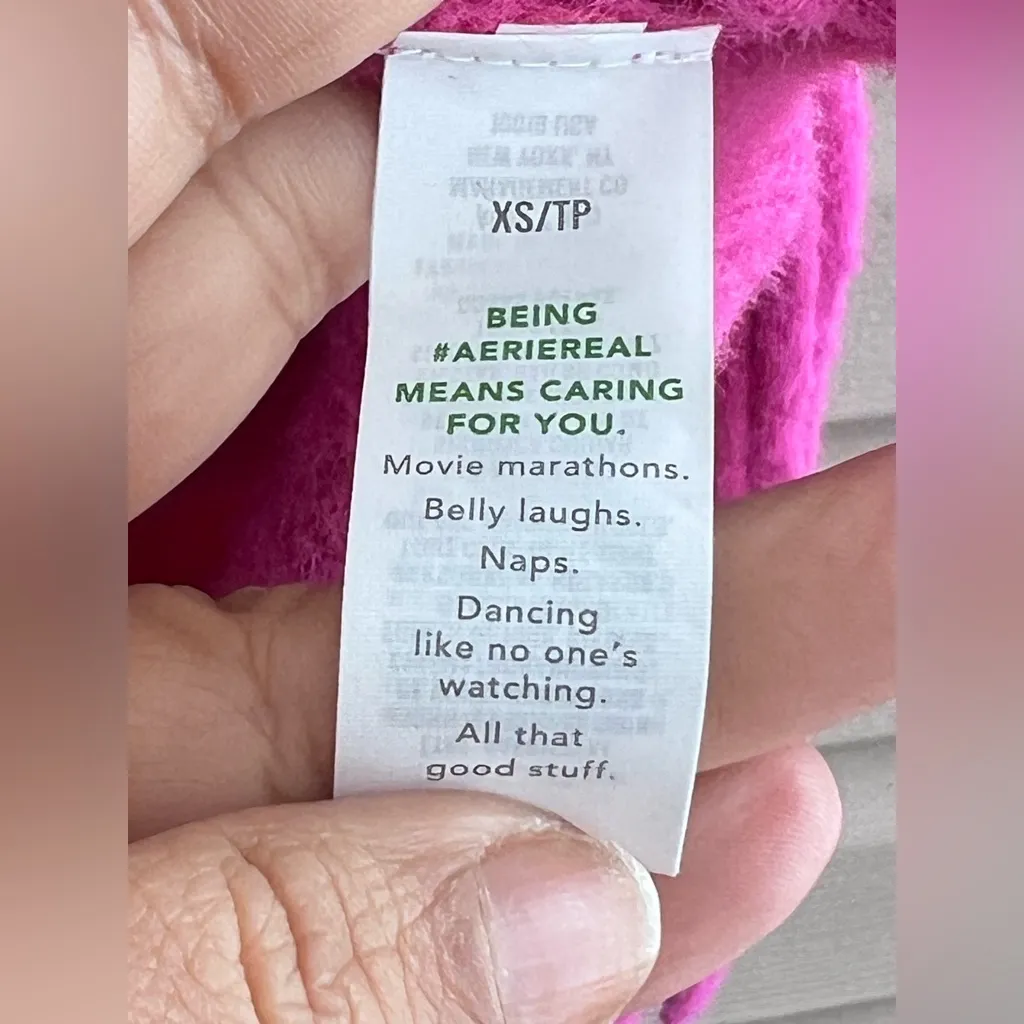 XS/TP
BEING
#AERIEREAL
MEANS CARING
FOR YOU.
Movie marathons.
Belly laughs.
Naps.
Dancing
like no one's
watching.
All that
good stuff.